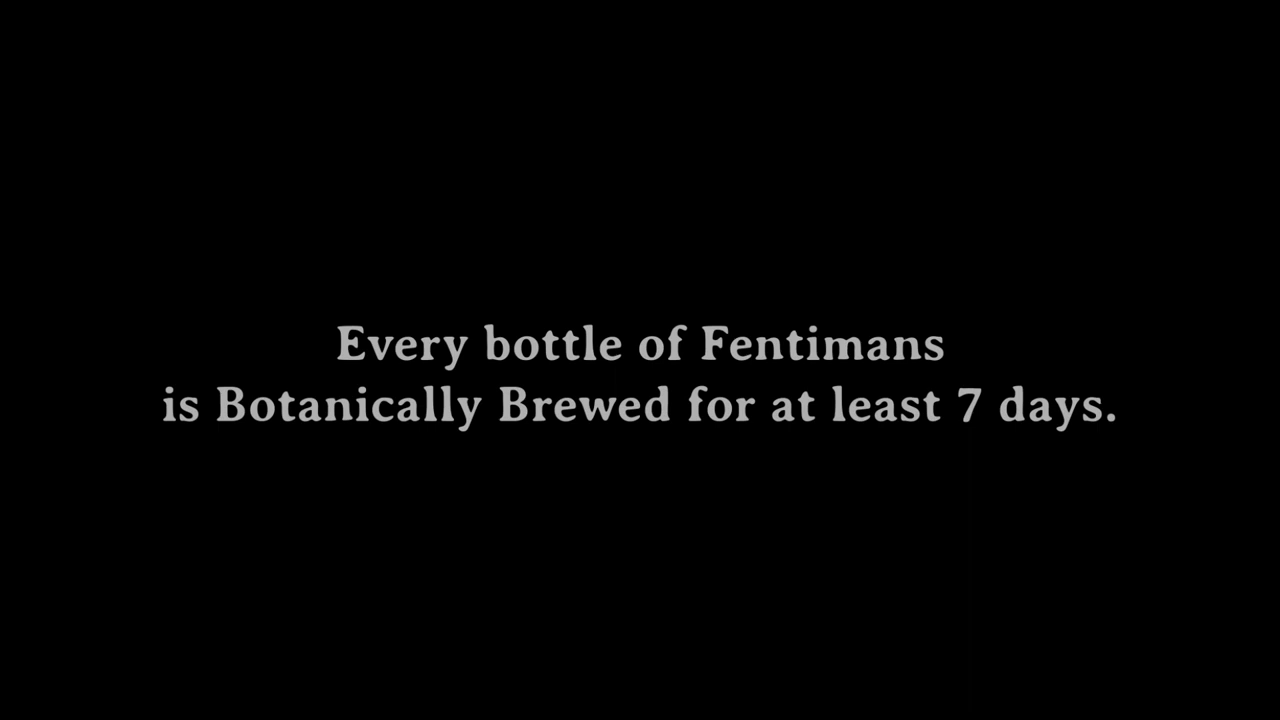 Every bottle of Fentimans
is Botanically Brewed for at least 7 days.